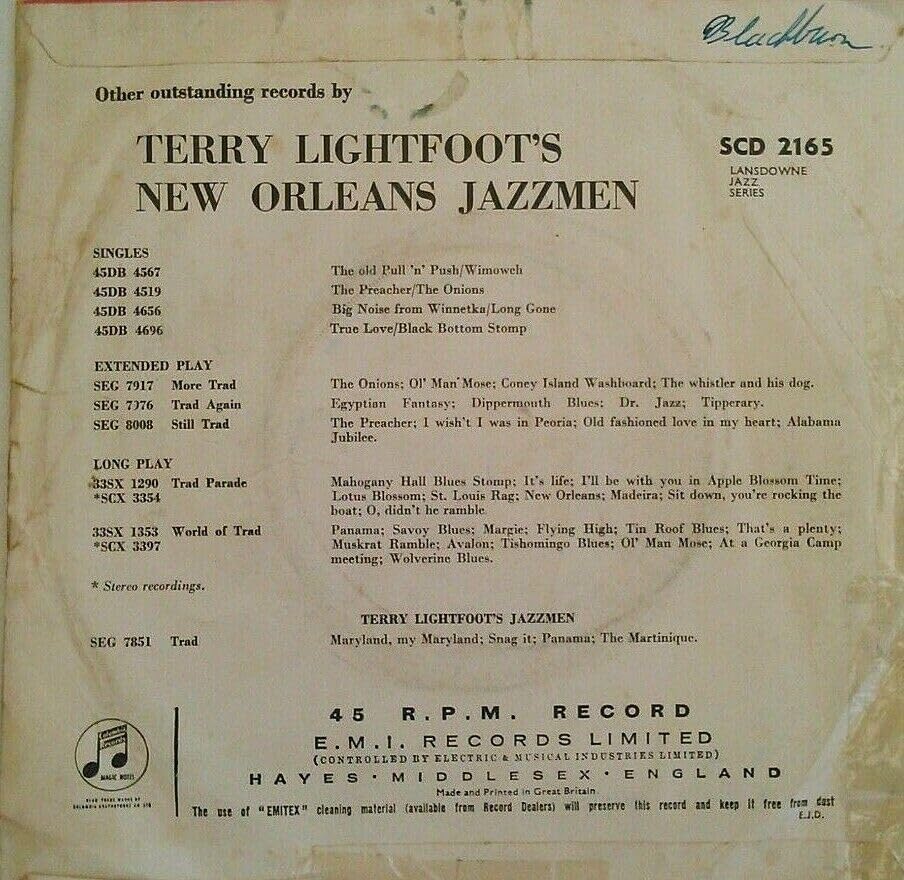 Blackburn
Other outstanding records by
TERRY LIGHTFOOT'S
NEW ORLEANS JAZZMEN
SCD 2165
LANSDOWNE
JAZZ
SERIES
SINGLES
45DB 4567 The old Pull 'n' Push/Wimoweh
45DB 4519 The Preacher/The Onions
45DB 4656 Big Noise from Winnetka/Long Gone
45DB 4696 True Love/Black Bottom Stomp
EXTENDED PLAY
SEG 7917 More Trad The Onions; Ol' Man Mose; Coney Island Washboard; The whistler and his dog.
SEG 7976 Trad Again Egyptian Fantasy; Dippermouth Blues; Dr. Jazz; Tipperary.
SEG 8008 Still Trad The Preacher; I wish't I was in Peoria; Old fashioned love in my heart; Alabama
Jubilee.
LONG PLAY
33SX 1290 Trad Parade Mahogany Hall Blues Stomp; It's life; I'll be with you in Apple Blossom Time;
*SCX 3354 Lotus Blossom; St. Louis Rag; New Orleans; Madeira; Sit down, you're rocking the
boat; O, didn't he ramble
33SX 1353 World of Trad Panama; Savoy Blues; Margie; Flying High; Tin Roof Blues; That's a plenty;
*SCX 3397 Muskrat Ramble; Avalon; Tishomingo Blues; Ol' Man Mose; At a Georgia Camp
meeting; Wolverine Blues.
* Stereo recordings.
TERRY LIGHTFOOT'S JAZZMEN
SEG 7851 Trad Maryland, my Maryland; Snag it; Panama; The Martinique.
45 R.P.M. RECORD
E.M.I. RECORDS LIMITED
(CONTROLLED BY ELECTRIC & MUSICAL INDUSTRIES LIMITED)
HAYES · MIDDLESEX · ENGLAND
Made and Printed in Great Britain
The use of "EMITEX" cleaning material (available from Record Dealers) will preserve this record and keep it free from dust
E.J.D.
Columbia
Records
MAGIC NOTES